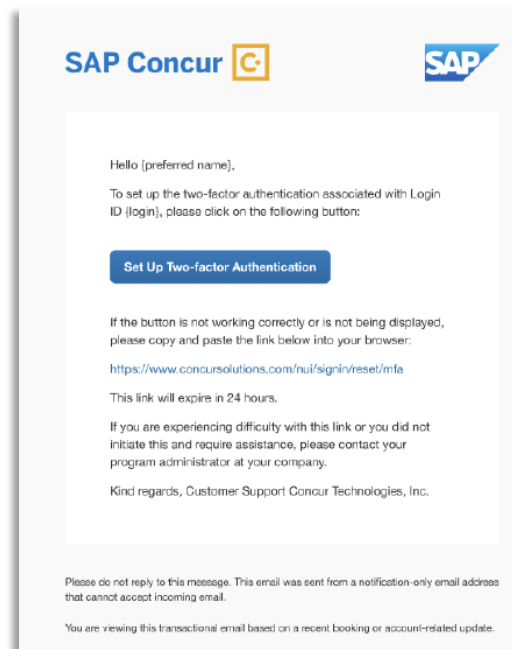 SAP Concur C.
SAP
Hello {preferred name},
To set up the two-factor authentication associated with Login
ID {login}, please click on the following button:
Set Up Two-factor Authentication
If the button is not working correctly or is not being displayed,
please copy and paste the link below into your browser:
https://www.concursolutions.com/nui/signin/reset/mfa
This link will expire in 24 hours.
If you are experiencing difficulty with this link or you did not
initiate this and require assistance, please contact your
program administrator at your company.
Kind regards, Customer Support Concur Technologies, Inc.
Please do not reply to this message. This email was sent from a notification-only email address
that cannot accept incoming email.
You are viewing this transactional email based on a recent booking or account-related update.